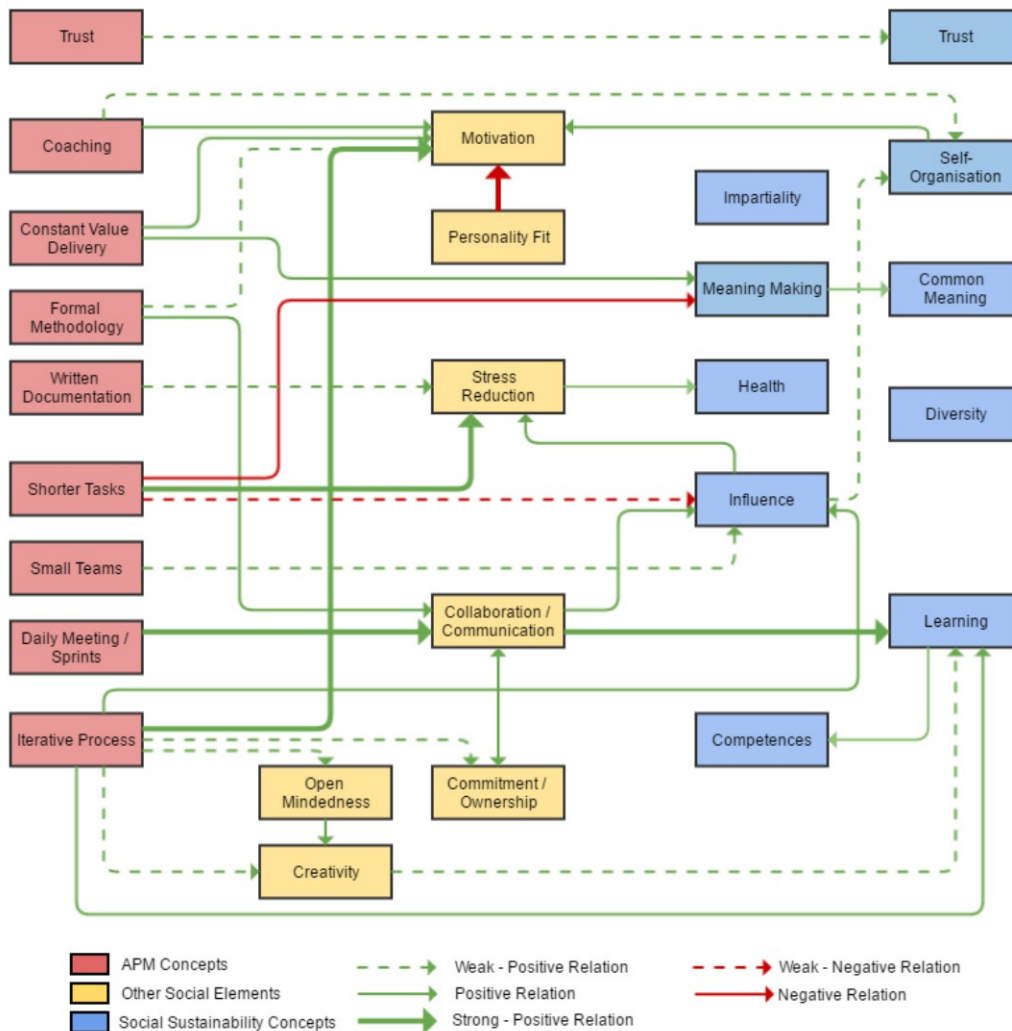 Trust
Trust
Coaching
Motivation
Self-
Organisation
Impartiality
Constant Value
Delivery
Personality Fit
Meaning Making
Common
Meaning
Formal
Methodology
Written
Documentation
Stress
Reduction
Health
Diversity
Shorter Tasks
Influence
Small Teams
Collaboration /
Communication
Learning
Daily Meeting /
Sprints
Iterative Process
Competences
Open
Mindedness
Commitment /
Ownership
Creativity
APM Concepts
Other Social Elements
Social Sustainability Concepts
Weak - Positive Relation
Positive Relation
Strong - Positive Relation
Weak - Negative Relation
Negative Relation